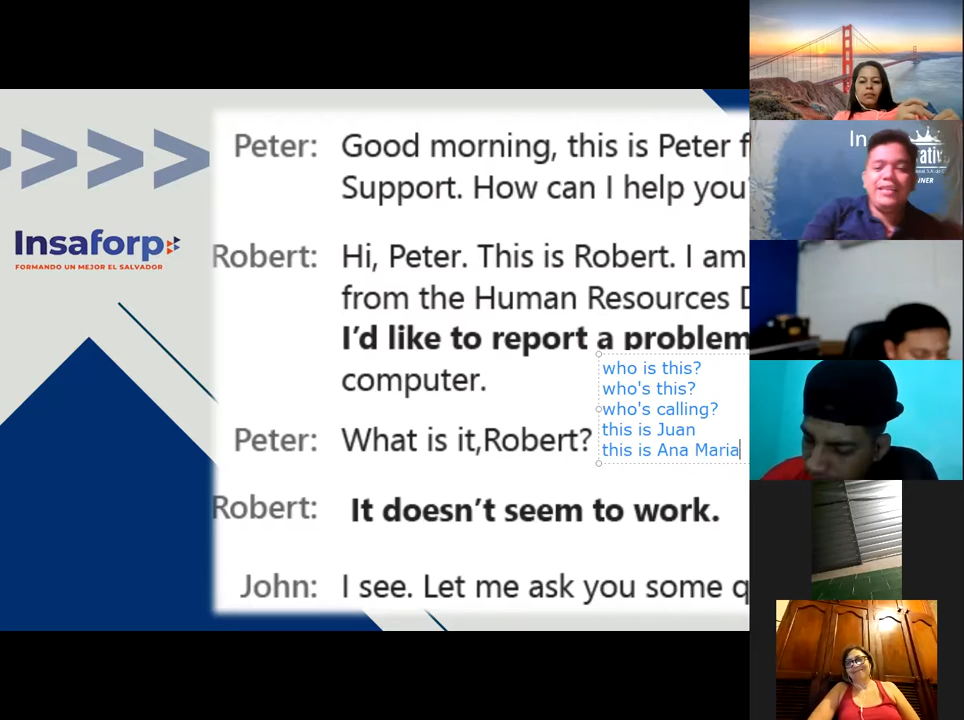 Peter: Good morning, this is Peter f
Support. How can I help you
Insaforp
FORMANDO UN MEJOR EL SALVADOR
Robert: Hi, Peter. This is Robert. I am
from the Human Resources D
I'd like to report a problem
computer.
who is this?
who's this?
who's calling?
this is Juan
this is Ana Maria
Peter: What is it,Robert?
Robert: It doesn't seem to work.
John: I see. Let me ask you some q
In